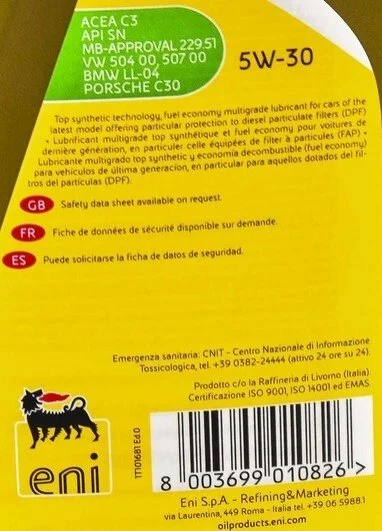 ACEA C3
API SN
MB-APPROVAL 229.51
VW 504 00, 507 00
BMW LL-04
PORSCHE C30
5W-30
Top synthetic technology, fuel economy multigrade lubricant for cars of the
latest model offering particular protection to diesel particulate filters (DPF)
• Lubrifiant multigrade top synthétique et fuel economy pour voitures de
dernière génération, en particulier celle équipées de filter à particules (FAP) •
Lubricante multigrado top synthetic y economía decombustible (fuel economy)
para vehículos de última generacíon, en particular para aquellos dotados del fil-
tros del partículas (DPF).
GB Safety data sheet available on request.
FR Fiche de données de sécurité disponible sur demande.
ES Puede solicitarse la ficha de datos de seguridad.
Emergenza sanitaria: CNIT - Centro Nazionale di Informazione
Tossicologica, tel. +39 0382-24444 (attivo 24 ore su 24).
Prodotto c/o la Raffineria di Livorno (Italia).
Certificazione ISO 9001, ISO 14001 ed EMAS.
eni
TT101681 Ed.0
8 003699 010826 >
Eni S.p.A. - Refining&Marketing
via Laurentina, 449 Roma - Italia tel. +39 06 5988.1
oilproducts.eni.com